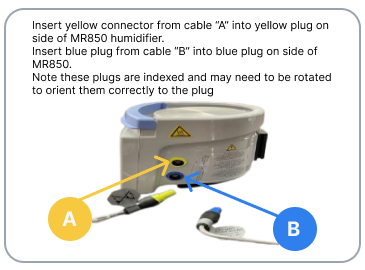 Insert yellow connector from cable “A” into yellow plug on
side of MR850 humidifier.
Insert blue plug from cable “B” into blue plug on side of
MR850.
Note these plugs are indexed and may need to be rotated
to orient them correctly to the plug
A
B